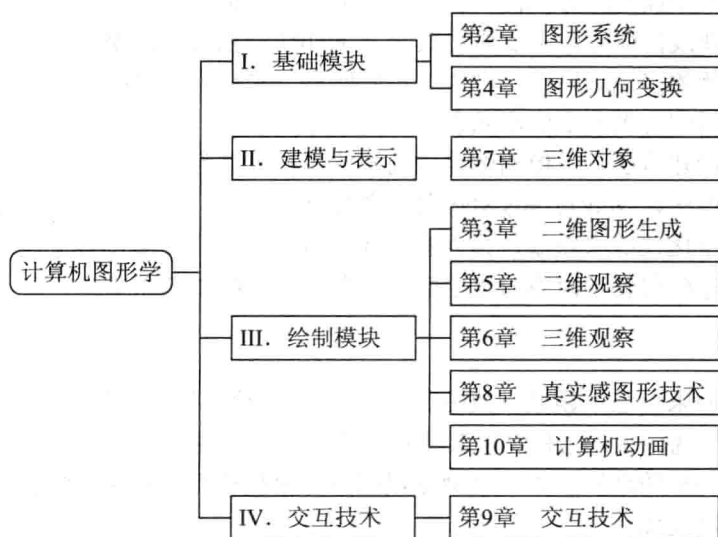 计算机图形学
I. 基础模块
第2章 图形系统
第4章 图形几何变换
II. 建模与表示
第7章 三维对象
III. 绘制模块
第3章 二维图形生成
第5章 二维观察
第6章 三维观察
第8章 真实感图形技术
第10章 计算机动画
IV. 交互技术
第9章 交互技术